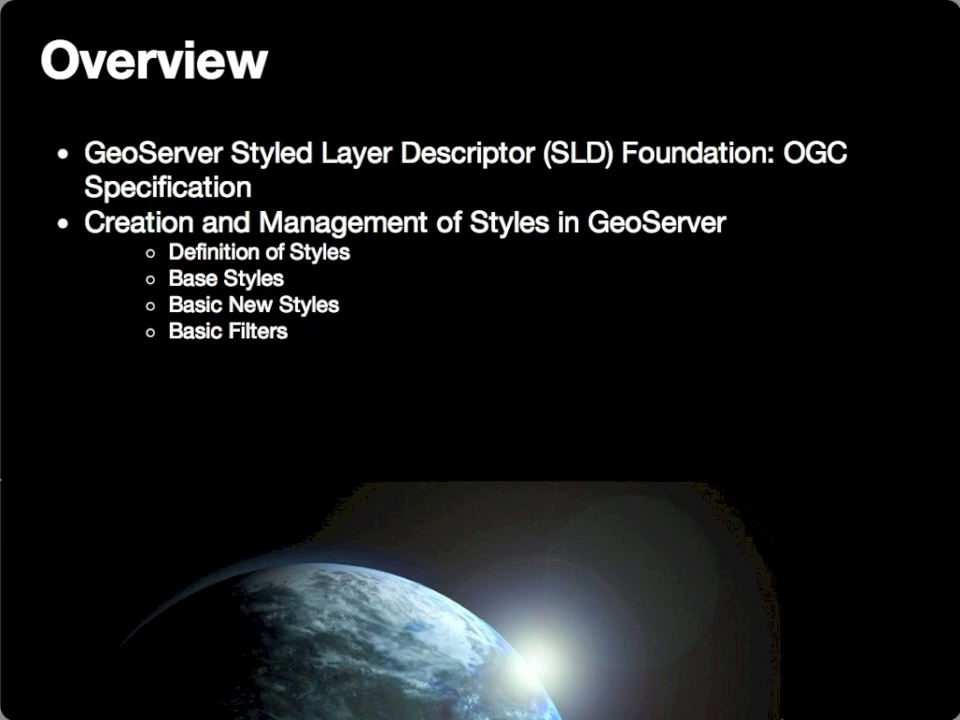 Overview
• GeoServer Styled Layer Descriptor (SLD) Foundation: OGC
Specification
• Creation and Management of Styles in GeoServer
○ Definition of Styles
○ Base Styles
○ Basic New Styles
○ Basic Filters